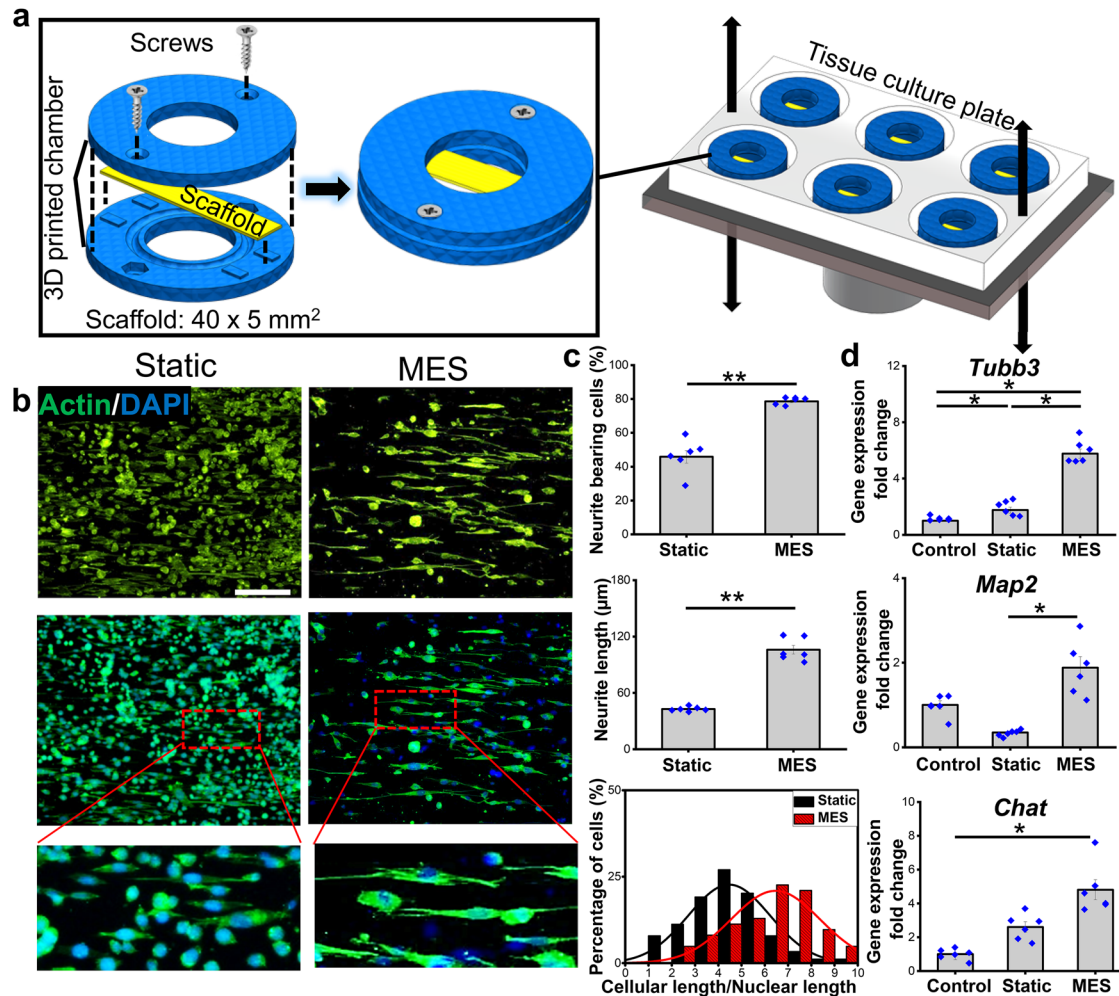 a
Screws
3D printed chamber
Scaffold
Scaffold: 40 x 5 mm²
Tissue culture plate
Static
MES
b
Actin/DAPI
c
Neurite bearing cells (%)
100
80
60
40
20
0
**
Static
MES
Neurite length (µm)
180
120
60
0
**
Static
MES
Percentage of cells (%)
50
25
0
Static
MES
0 1 2 3 4 5 6 7 8 9 10
Cellular length/Nuclear length
d
Tubb3
Gene expression
fold change
12
8
4
0
*
*
*
Control
Static
MES
Map2
Gene expression
fold change
4
2
0
*
Control
Static
MES
Chat
Gene expression
fold change
10
8
6
4
2
0
*
Control
Static
MES